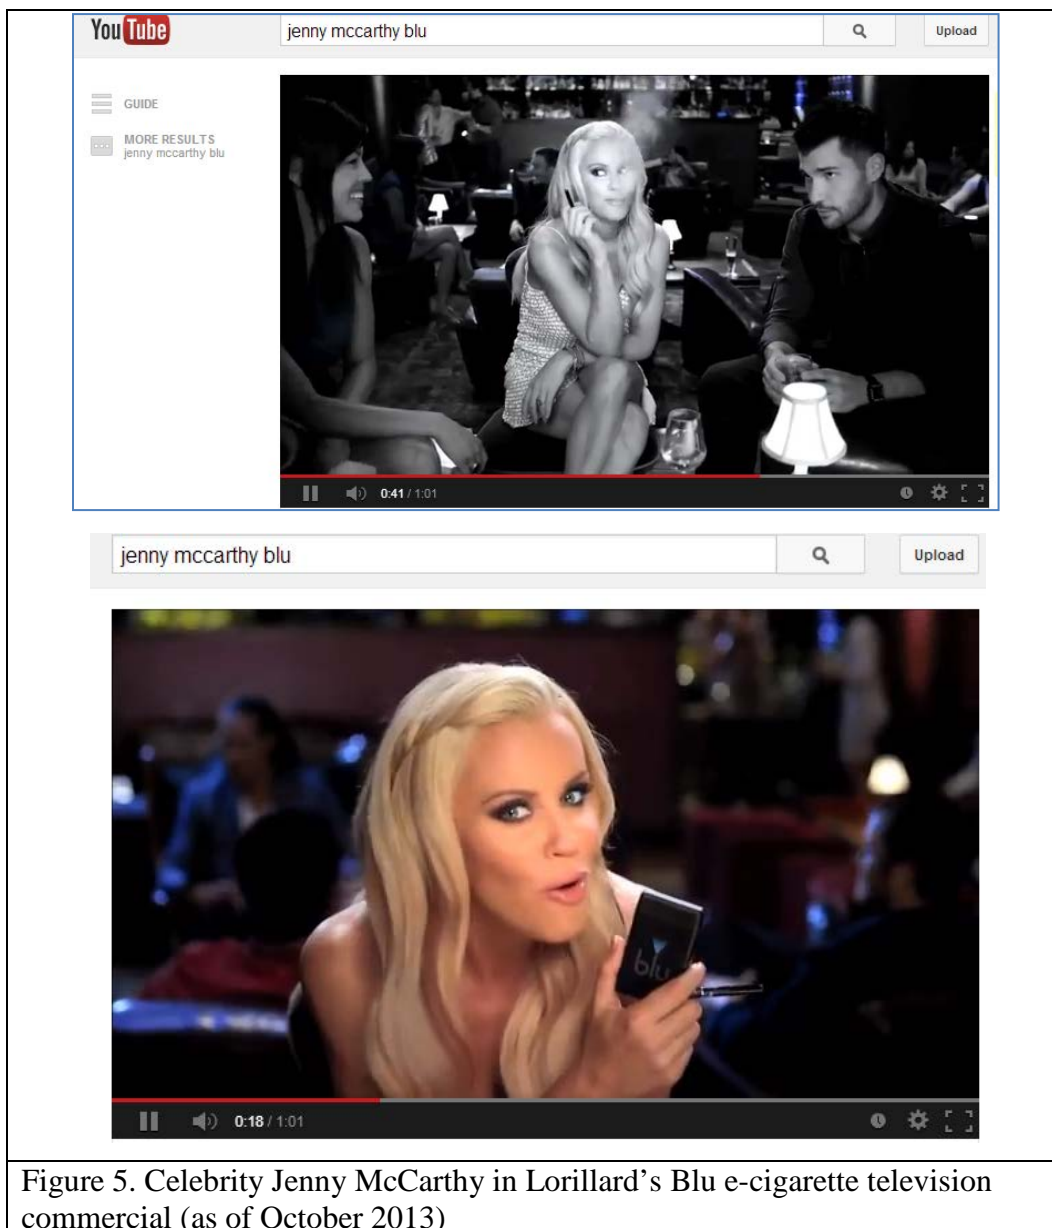 YouTube
jenny mccarthy blu
Upload
GUIDE
MORE RESULTS
jenny mccarthy blu
0:41 / 1:01
jenny mccarthy blu
Upload
blu
0:18 / 1:01
Figure 5. Celebrity Jenny McCarthy in Lorillard's Blu e-cigarette television
commercial (as of October 2013)